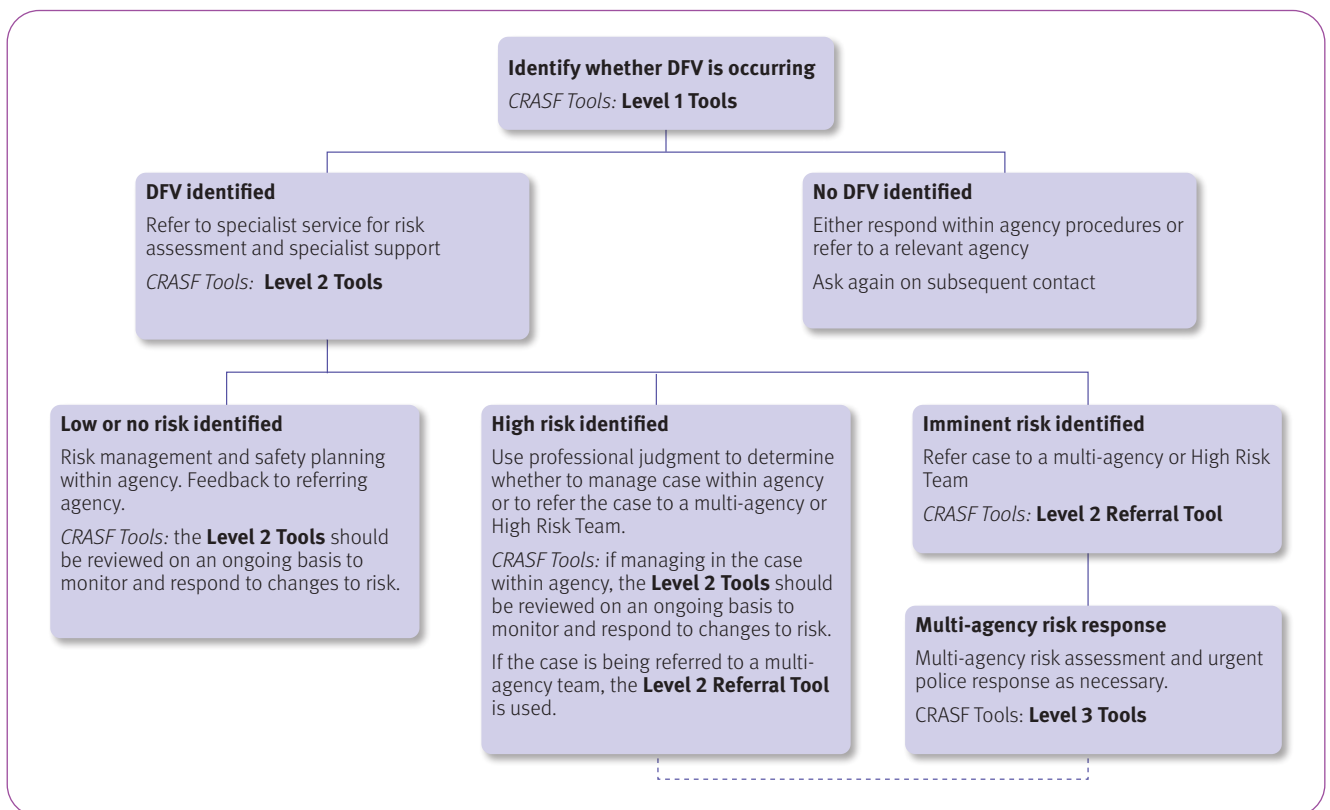 Identify whether DFV is occurring
CRASF Tools: Level 1 Tools
DFV identified
Refer to specialist service for risk
assessment and specialist support
CRASF Tools: Level 2 Tools
No DFV identified
Either respond within agency procedures or
refer to a relevant agency
Ask again on subsequent contact
Low or no risk identified
Risk management and safety planning
within agency. Feedback to referring
agency.
CRASF Tools: the Level 2 Tools should
be reviewed on an ongoing basis to
monitor and respond to changes to risk.
High risk identified
Use professional judgment to determine
whether to manage case within agency
or to refer the case to a multi-agency or
High Risk Team.
CRASF Tools: if managing in the case
within agency, the Level 2 Tools should
be reviewed on an ongoing basis to
monitor and respond to changes to risk.
If the case is being referred to a multi-
agency team, the Level 2 Referral Tool
is used.
Imminent risk identified
Refer case to a multi-agency or High Risk
Team
CRASF Tools: Level 2 Referral Tool
Multi-agency risk response
Multi-agency risk assessment and urgent
police response as necessary.
CRASF Tools: Level 3 Tools